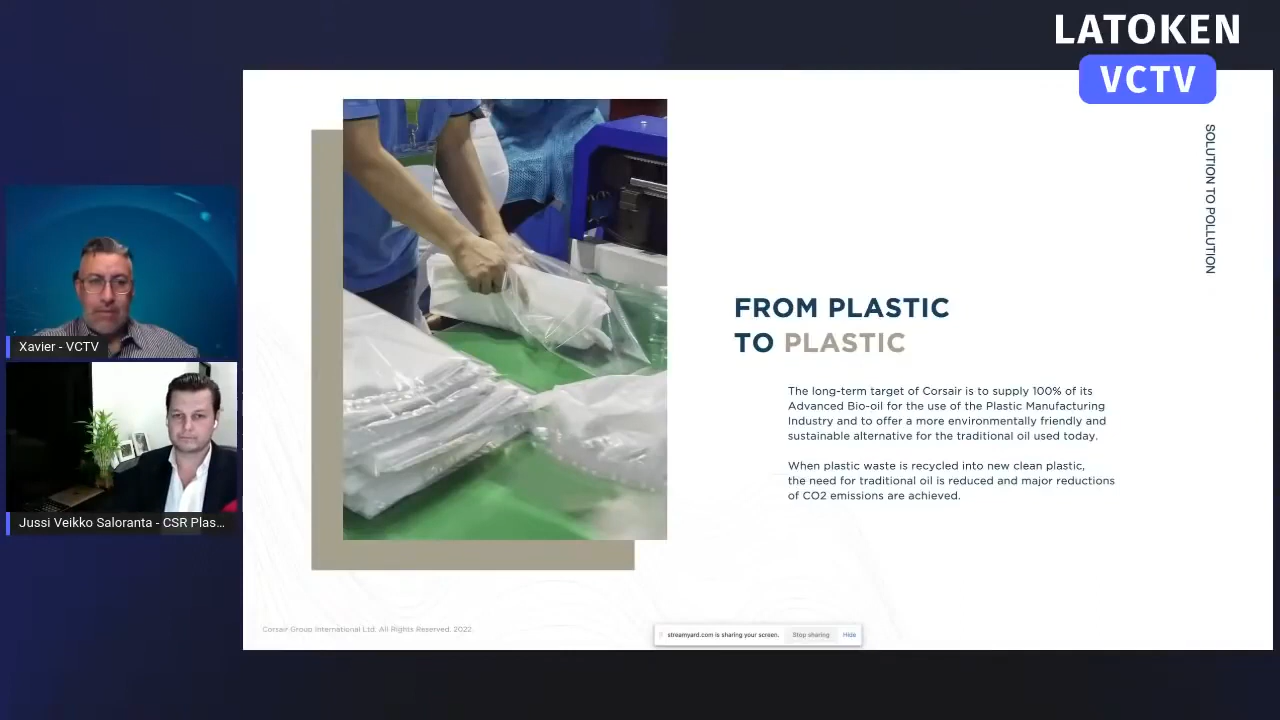 LATOKEN
VCTV
SOLUTION TO POLLUTION
FROM PLASTIC
TO PLASTIC
The long-term target of Corsair is to supply 100% of its
Advanced Bio-oil for the use of the Plastic Manufacturing
Industry and to offer a more environmentally friendly and
sustainable alternative for the traditional oil used today.
When plastic waste is recycled into new clean plastic,
the need for traditional oil is reduced and major reductions
of CO2 emissions are achieved.
Xavier - VCTV
Jussi Veikko Saloranta - CSR Plas...
Corsair Group International Ltd. All Rights Reserved. 2022.
streamyard.com is sharing your screen.
Stop sharing
Hide